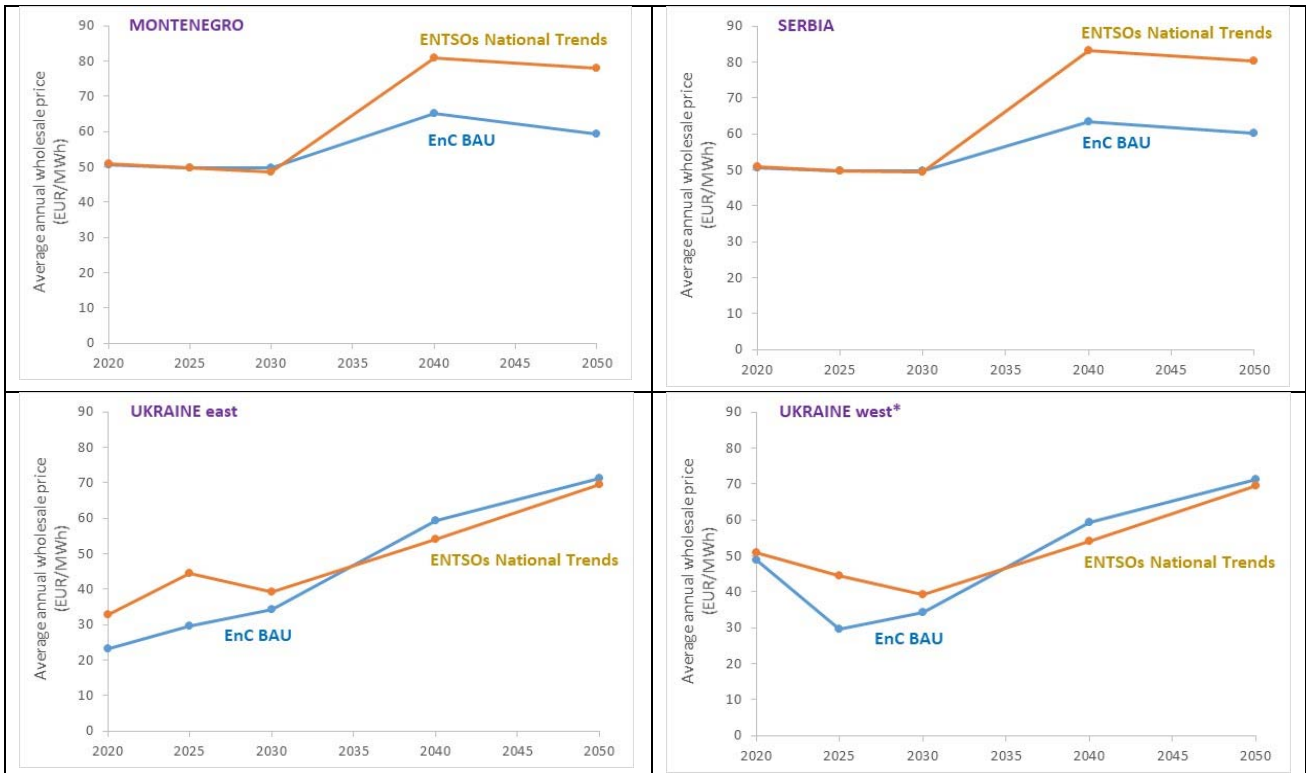 MONTENEGRO
ENTSOs National Trends
EnC BAU
Average annual wholesale price
(EUR/MWh)
90
80
70
60
50
40
30
20
10
0
2020 2025 2030 2035 2040 2045 2050
SERBIA
ENTSOs National Trends
EnC BAU
Average annual wholesale price
(EUR/MWh)
90
80
70
60
50
40
30
20
10
0
2020 2025 2030 2035 2040 2045 2050
UKRAINE east
ENTSOs National Trends
EnC BAU
Average annual wholesale price
(EUR/MWh)
90
80
70
60
50
40
30
20
10
0
2020 2025 2030 2035 2040 2045 2050
UKRAINE west*
ENTSOs National Trends
EnC BAU
Average annual wholesale price
(EUR/MWh)
90
80
70
60
50
40
30
20
10
0
2020 2025 2030 2035 2040 2045 2050